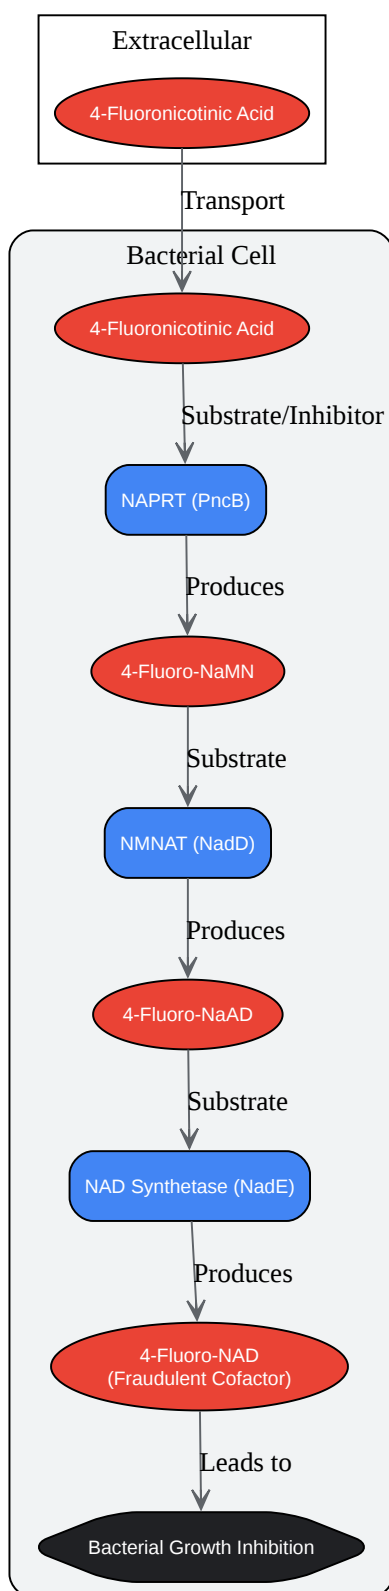 Extracellular
4-Fluoronicotinic Acid
Transport
Bacterial Cell
4-Fluoronicotinic Acid
Substrate/Inhibitor
NAPRT (PncB)
Produces
4-Fluoro-NaMN
Substrate
NMNAT (NadD)
Produces
4-Fluoro-NaAD
Substrate
NAD Synthetase (NadE)
Produces
4-Fluoro-NAD
(Fraudulent Cofactor)
Leads to
Bacterial Growth Inhibition